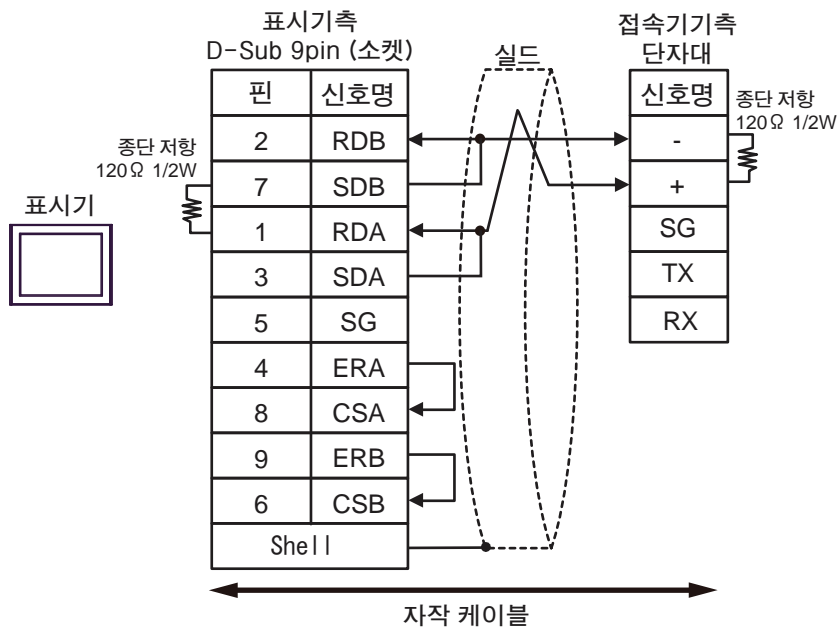 표시기측
D-Sub 9pin (소켓)
접속기기측
단자대
실드
핀 신호명
신호명
종단 저항
120Ω 1/2W
2 RDB
-
종단 저항
120Ω 1/2W
7 SDB
+
표시기
1 RDA
SG
3 SDA
TX
5 SG
RX
4 ERA
8 CSA
9 ERB
6 CSB
Shell
자작 케이블